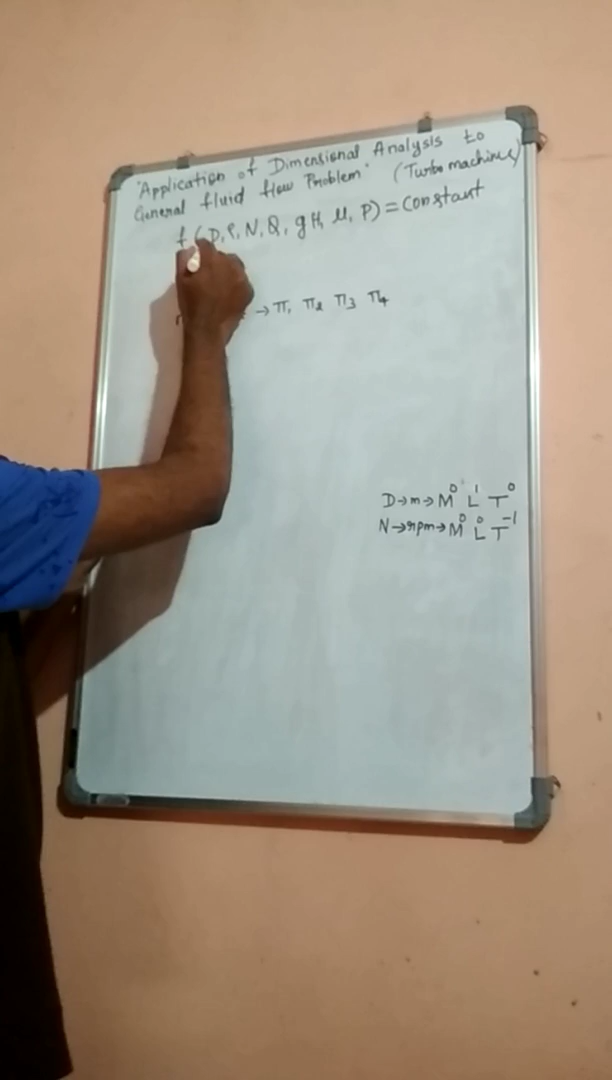 "Application of Dimensional Analysis to
General fluid flow Problem" (Turbo machines)
f (D, ρ, N, Q, gH, μ, P) = Constant
→ π₁ π₂ π₃ π₄
D→m→M⁰ L¹ T⁰
N→rpm→M⁰ L⁰ T⁻¹